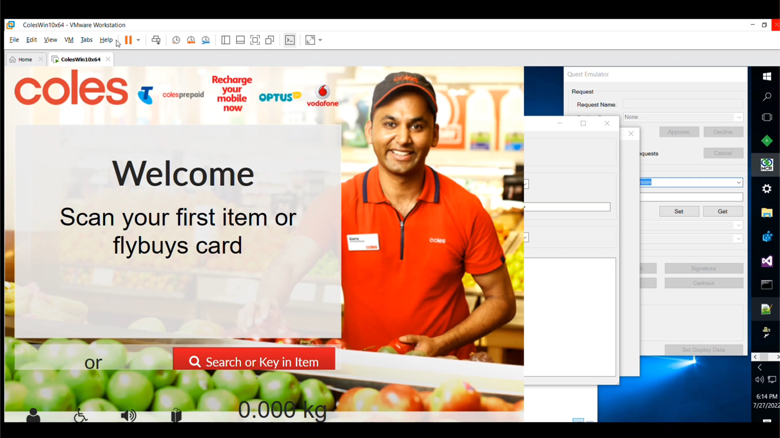 ColesWin10x64 - VMware Workstation
File Edit View VM Tabs Help
Home
ColesWin10x64
coles
colesprepaid
Recharge
your
mobile
now
OPTUS
vodafone
Welcome
Scan your first item or
flybuys card
or
Search or Key in Item
0.000 kg
coles
Quest Emulator
Request
Request Name:
None
Approve
Decline
equests
Cancel
Set
Get
Signature
Cashout
Set Display Data
6:14 PM
7/27/2022